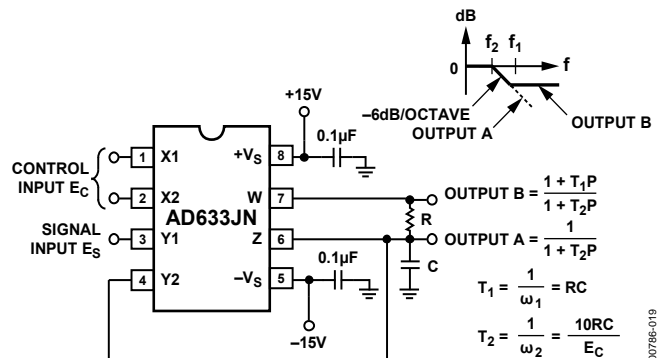 dB
f2 f1
0
f
–6dB/OCTAVE
OUTPUT A
OUTPUT B
+15V
0.1µF
CONTROL
INPUT EC
1 X1
+VS 8
2 X2
W 7
AD633JN
SIGNAL
INPUT ES
3 Y1
Z 6
4 Y2
–VS 5
R
C
0.1µF
–15V
OUTPUT B = 1 + T1P / 1 + T2P
OUTPUT A = 1 / 1 + T2P
T1 = 1 / ω1 = RC
T2 = 1 / ω2 = 10RC / EC
00786-019